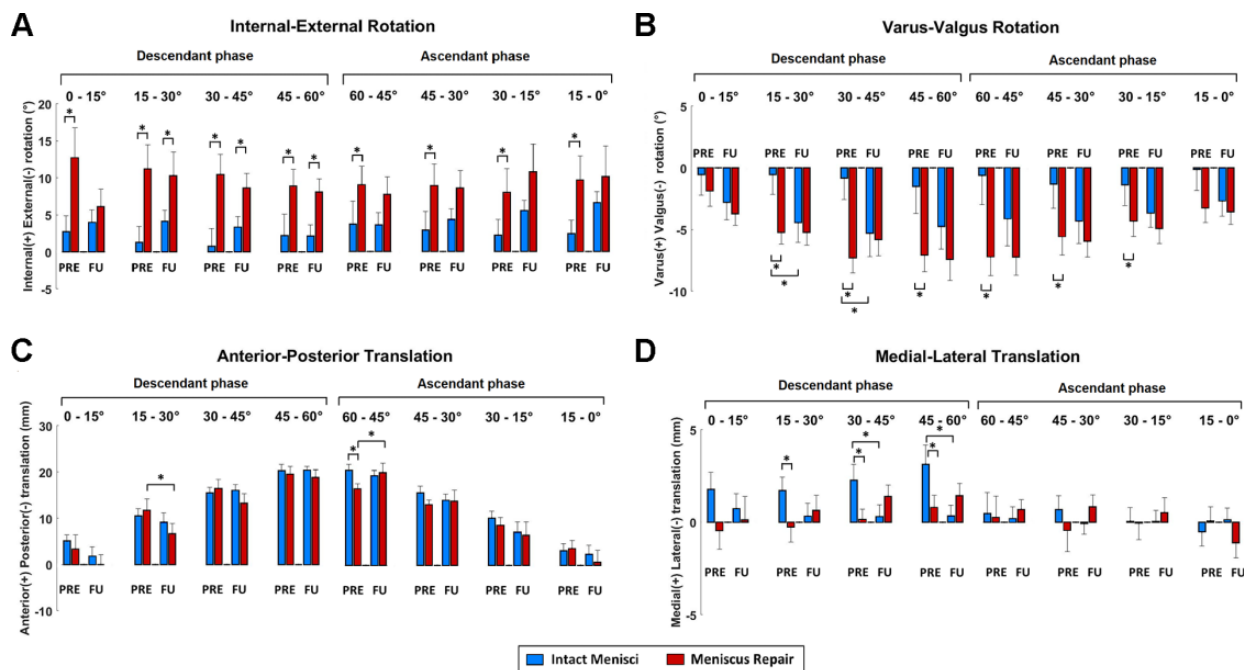 A
Internal-External Rotation
Descendant phase
Ascendant phase
0 - 15° 15 - 30° 30 - 45° 45 - 60° 60 - 45° 45 - 30° 30 - 15° 15 - 0°
Internal(+) External(-) rotation (°)
20
15
10
5
0
-5
* * * * * * * * * * *
PRE FU PRE FU PRE FU PRE FU PRE FU PRE FU PRE FU PRE FU
B
Varus-Valgus Rotation
Descendant phase
Ascendant phase
0 - 15° 15 - 30° 30 - 45° 45 - 60° 60 - 45° 45 - 30° 30 - 15° 15 - 0°
Varus(+) Valgus(-) rotation (°)
5
0
-5
-10
PRE FU PRE FU PRE FU PRE FU PRE FU PRE FU PRE FU PRE FU
* * * * * * * *
C
Anterior-Posterior Translation
Descendant phase
Ascendant phase
0 - 15° 15 - 30° 30 - 45° 45 - 60° 60 - 45° 45 - 30° 30 - 15° 15 - 0°
Anterior(+) Posterior(-) translation (mm)
30
20
10
0
-10
* * *
PRE FU PRE FU PRE FU PRE FU PRE FU PRE FU PRE FU PRE FU
D
Medial-Lateral Translation
Descendant phase
Ascendant phase
0 - 15° 15 - 30° 30 - 45° 45 - 60° 60 - 45° 45 - 30° 30 - 15° 15 - 0°
Medial(+) Lateral(-) translation (mm)
5
0
-5
* * * * *
PRE FU PRE FU PRE FU PRE FU PRE FU PRE FU PRE FU PRE FU
Intact Menisci Meniscus Repair